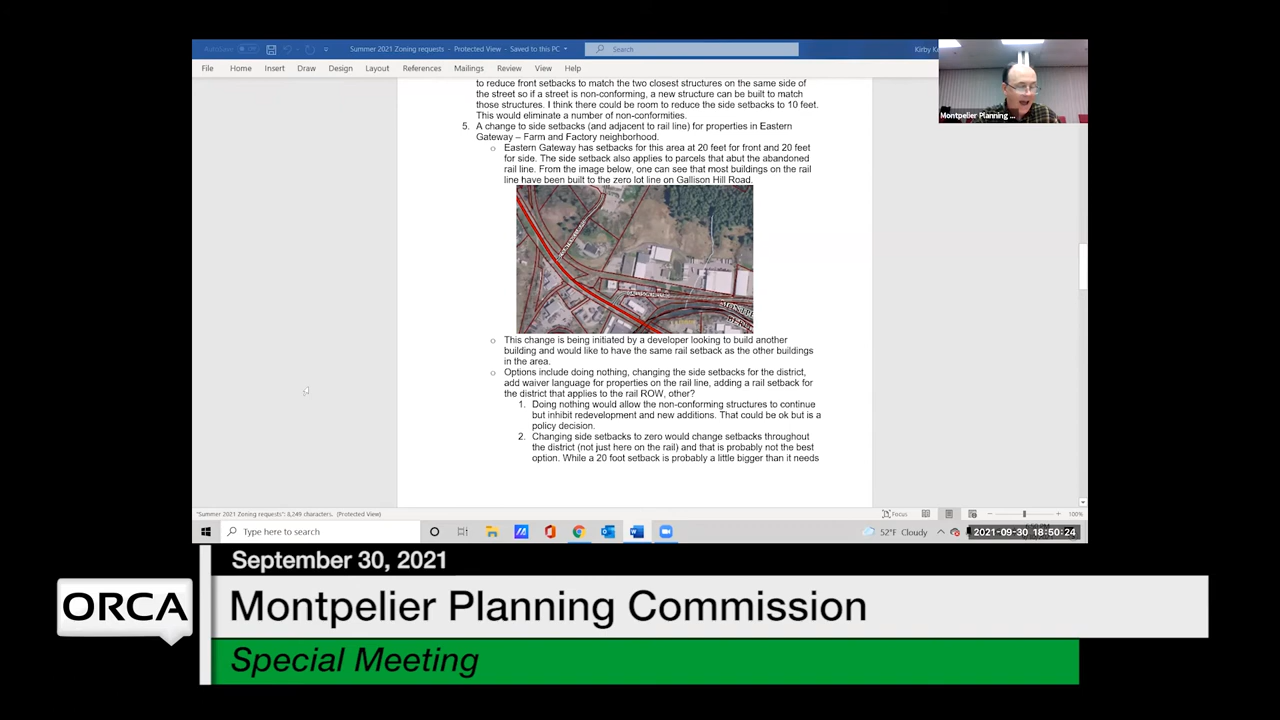 Summer 2021 Zoning requests - Protected View - Saved to this PC
Search
File Home Insert Draw Design Layout References Mailings Review View Help
Montpelier Planning ...
to reduce front setbacks to match the two closest structures on the same side of
the street so if a street is non-conforming, a new structure can be built to match
those structures. I think there could be room to reduce the side setbacks to 10 feet.
This would eliminate a number of non-conformities.
5. A change to side setbacks (and adjacent to rail line) for properties in Eastern
Gateway – Farm and Factory neighborhood.
o Eastern Gateway has setbacks for this area at 20 feet for front and 20 feet
for side. The side setback also applies to parcels that abut the abandoned
rail line. From the image below, one can see that most buildings on the rail
line have been built to the zero lot line on Gallison Hill Road.
o This change is being initiated by a developer looking to build another
building and would like to have the same rail setback as the other buildings
in the area.
o Options include doing nothing, changing the side setbacks for the district,
add waiver language for properties on the rail line, adding a rail setback for
the district that applies to the rail ROW, other?
1. Doing nothing would allow the non-conforming structures to continue
but inhibit redevelopment and new additions. That could be ok but is a
policy decision.
2. Changing side setbacks to zero would change setbacks throughout
the district (not just here on the rail) and that is probably not the best
option. While a 20 foot setback is probably a little bigger than it needs
"Summer 2021 Zoning requests": 8,249 characters. (Protected View)
Focus
100%
Type here to search
52°F Cloudy
2021-09-30 18:50:24
September 30, 2021
ORCA
Montpelier Planning Commission
Special Meeting